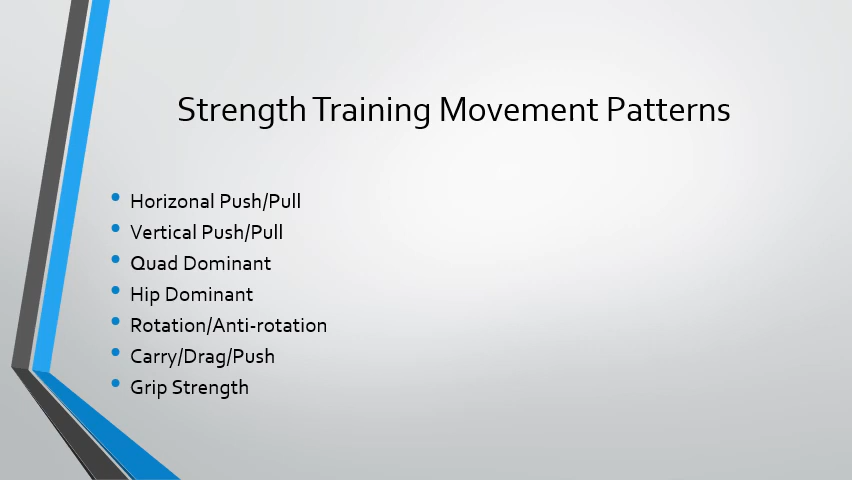 Strength Training Movement Patterns
• Horizonal Push/Pull
• Vertical Push/Pull
• Quad Dominant
• Hip Dominant
• Rotation/Anti-rotation
• Carry/Drag/Push
• Grip Strength